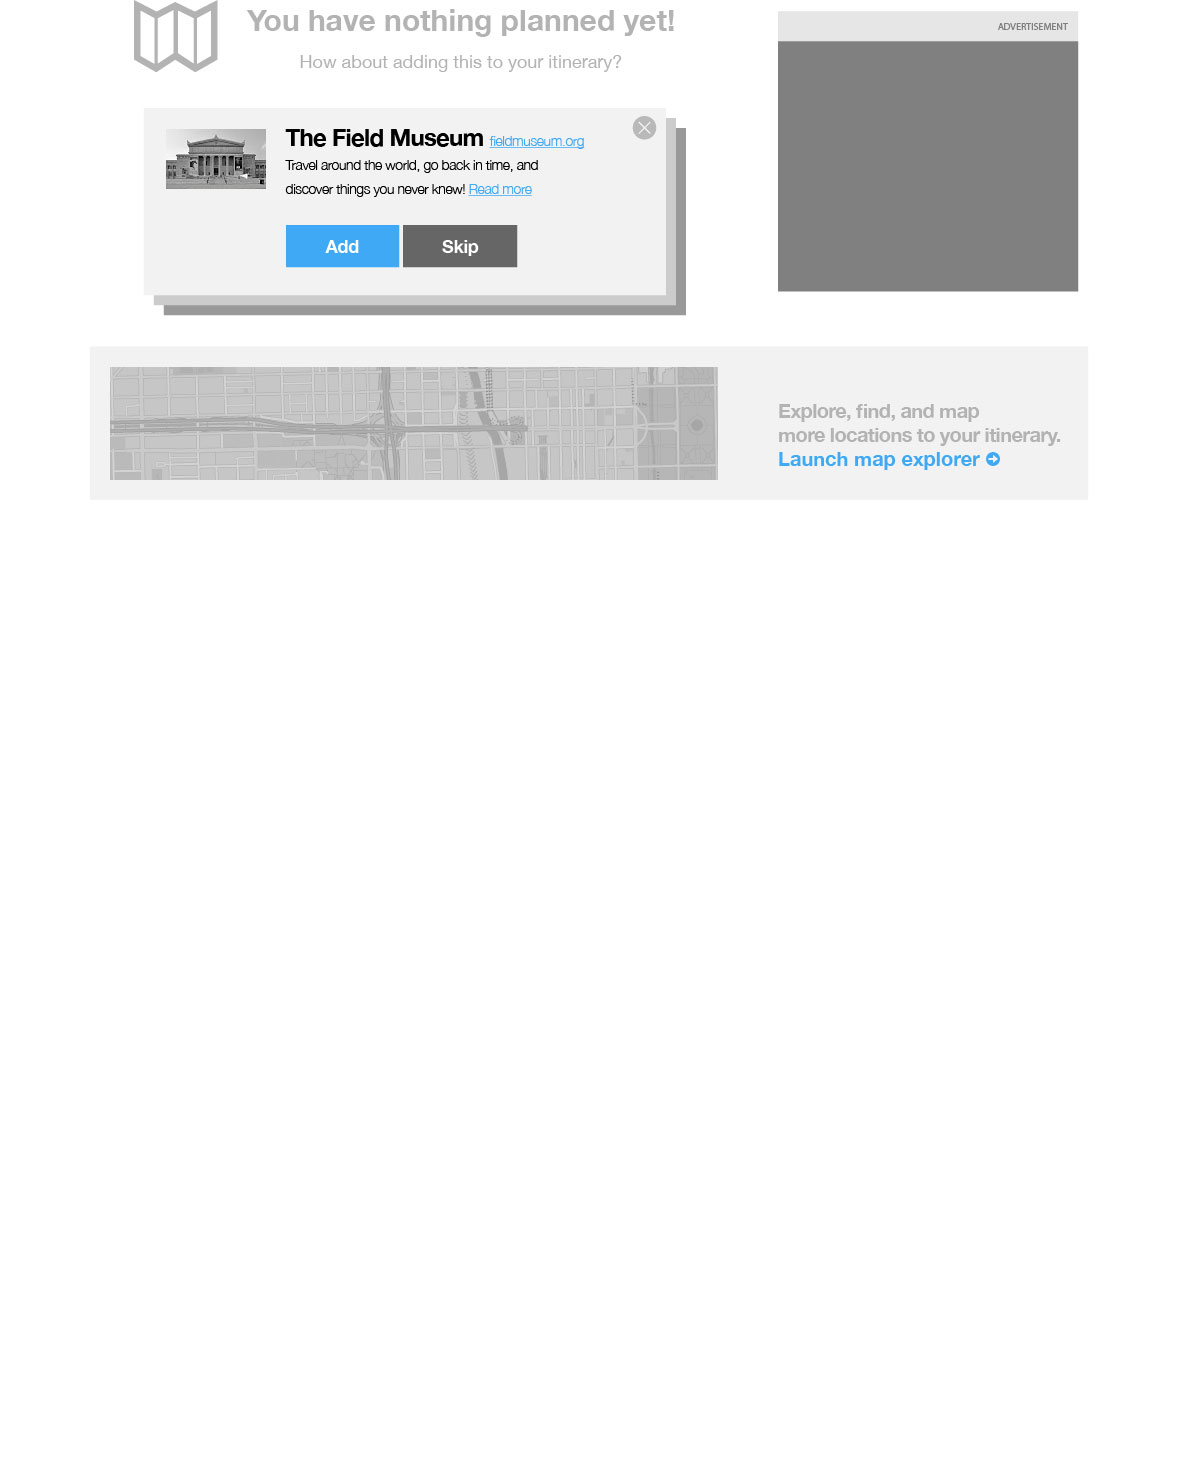 You have nothing planned yet!
How about adding this to your itinerary?
ADVERTISEMENT
The Field Museum fieldmuseum.org
Travel around the world, go back in time, and
discover things you never knew! Read more
Add Skip
Explore, find, and map
more locations to your itinerary.
Launch map explorer